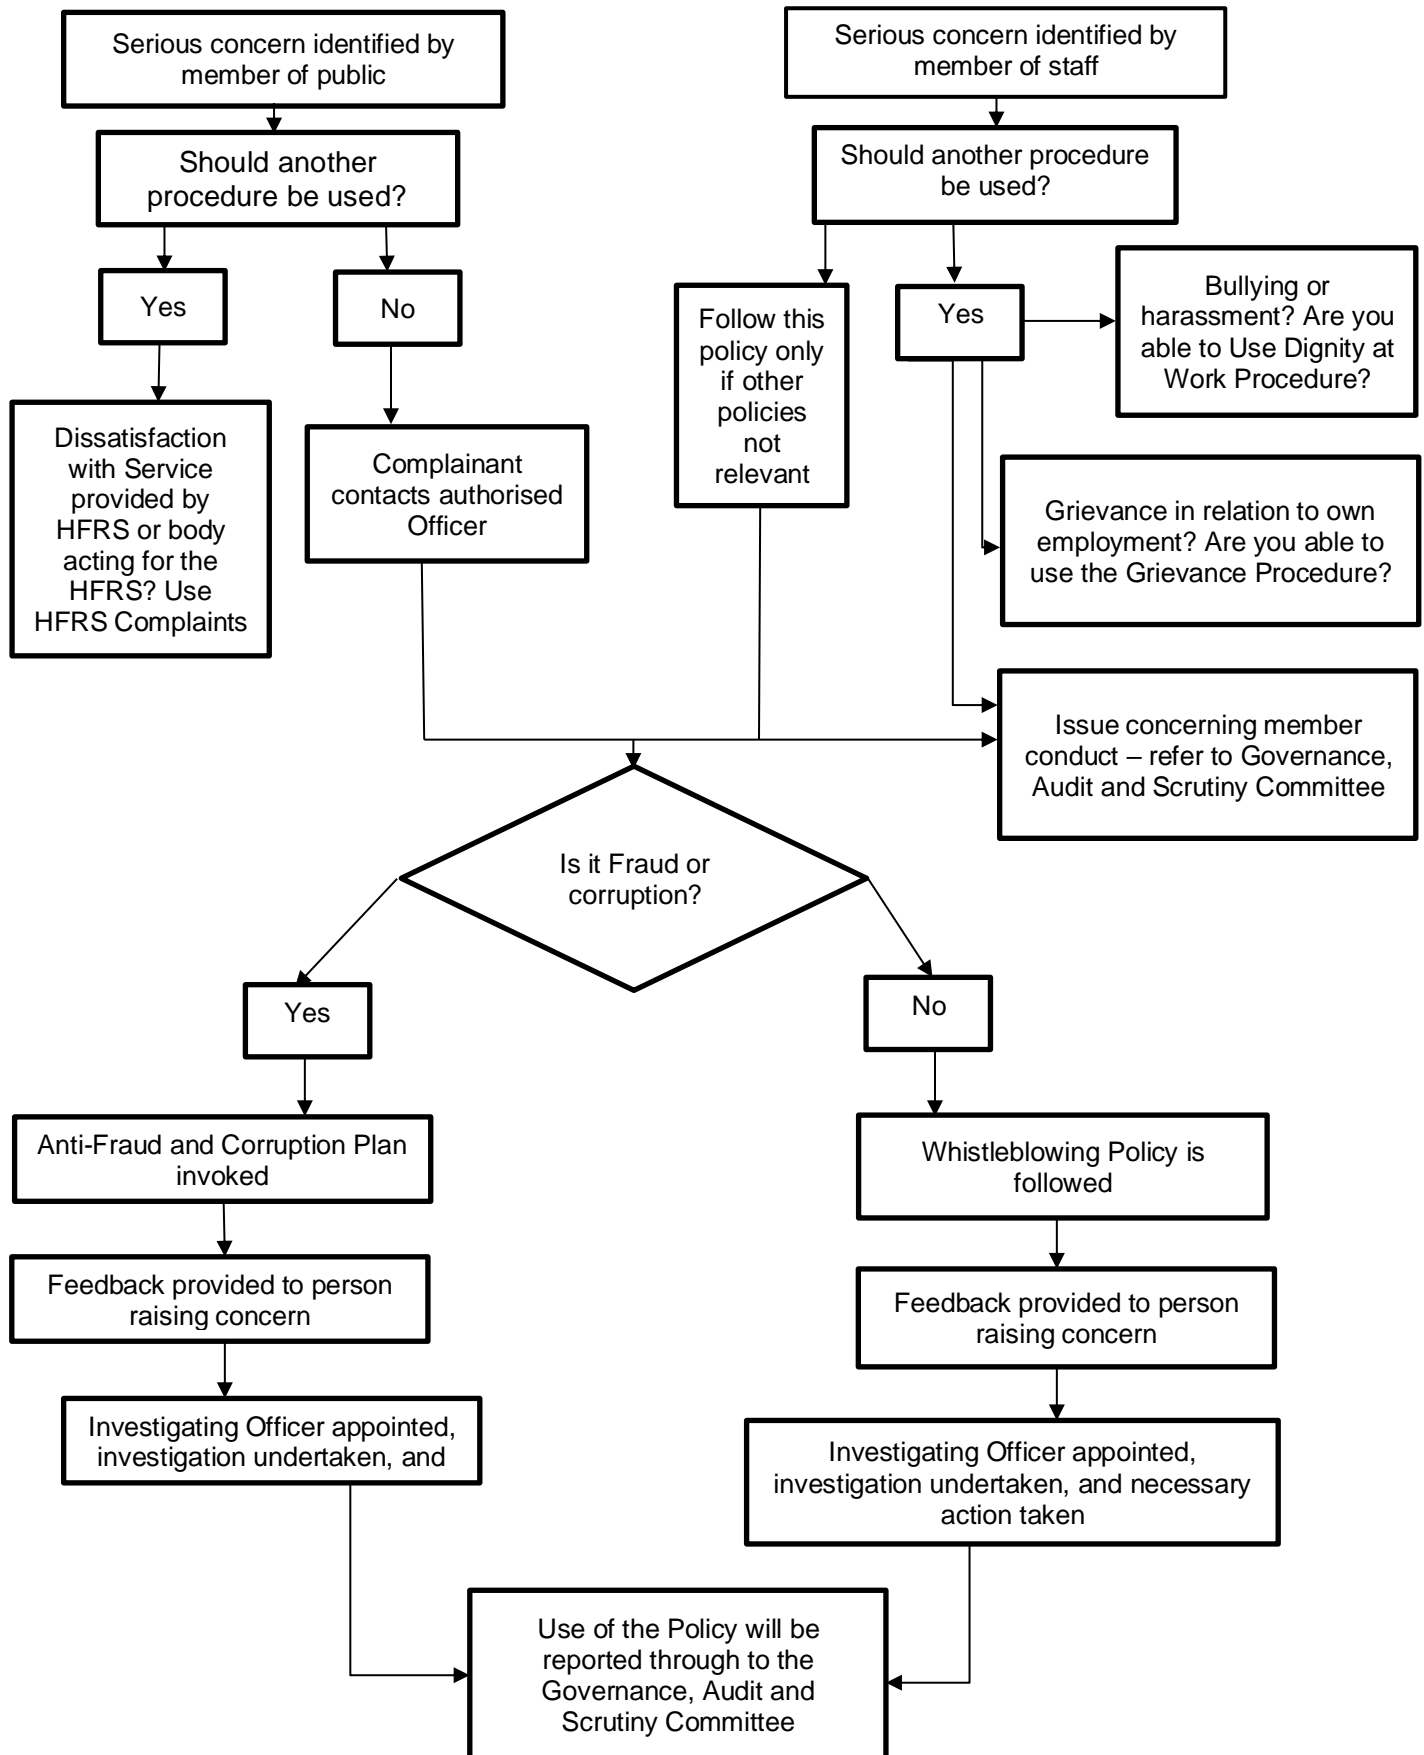 Serious concern identified by
member of public
Serious concern identified by
member of staff
Should another
procedure be used?
Should another procedure
be used?
Yes
No
Follow this
policy only
if other
policies
not
relevant
Yes
Bullying or
harassment? Are you
able to Use Dignity at
Work Procedure?
Dissatisfaction
with Service
provided by
HFRS or body
acting for the
HFRS? Use
HFRS Complaints
Complainant
contacts authorised
Officer
Grievance in relation to own
employment? Are you able to
use the Grievance Procedure?
Issue concerning member
conduct – refer to Governance,
Audit and Scrutiny Committee
Is it Fraud or
corruption?
Yes
No
Anti-Fraud and Corruption Plan
invoked
Whistleblowing Policy is
followed
Feedback provided to person
raising concern
Feedback provided to person
raising concern
Investigating Officer appointed,
investigation undertaken, and
Investigating Officer appointed,
investigation undertaken, and necessary
action taken
Use of the Policy will be
reported through to the
Governance, Audit and
Scrutiny Committee